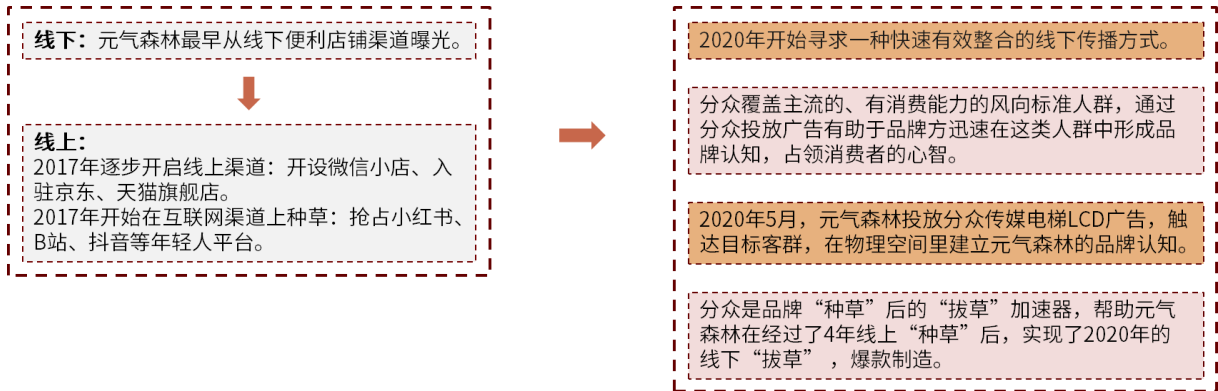 线下：元气森林最早从线下便利店铺渠道曝光。
线上：
2017年逐步开启线上渠道：开设微信小店、入
驻京东、天猫旗舰店。
2017年开始在互联网渠道上种草：抢占小红书、
B站、抖音等年轻人平台。
2020年开始寻求一种快速有效整合的线下传播方式。
分众覆盖主流的、有消费能力的风向标准人群，通过
分众投放广告有助于品牌方迅速在这类人群中形成品
牌认知，占领消费者的心智。
2020年5月，元气森林投放分众传媒电梯LCD广告，触
达目标客群，在物理空间里建立元气森林的品牌认知。
分众是品牌“种草”后的“拔草”加速器，帮助元气
森林在经过了4年线上“种草”后，实现了2020年的
线下“拔草” ，爆款制造。